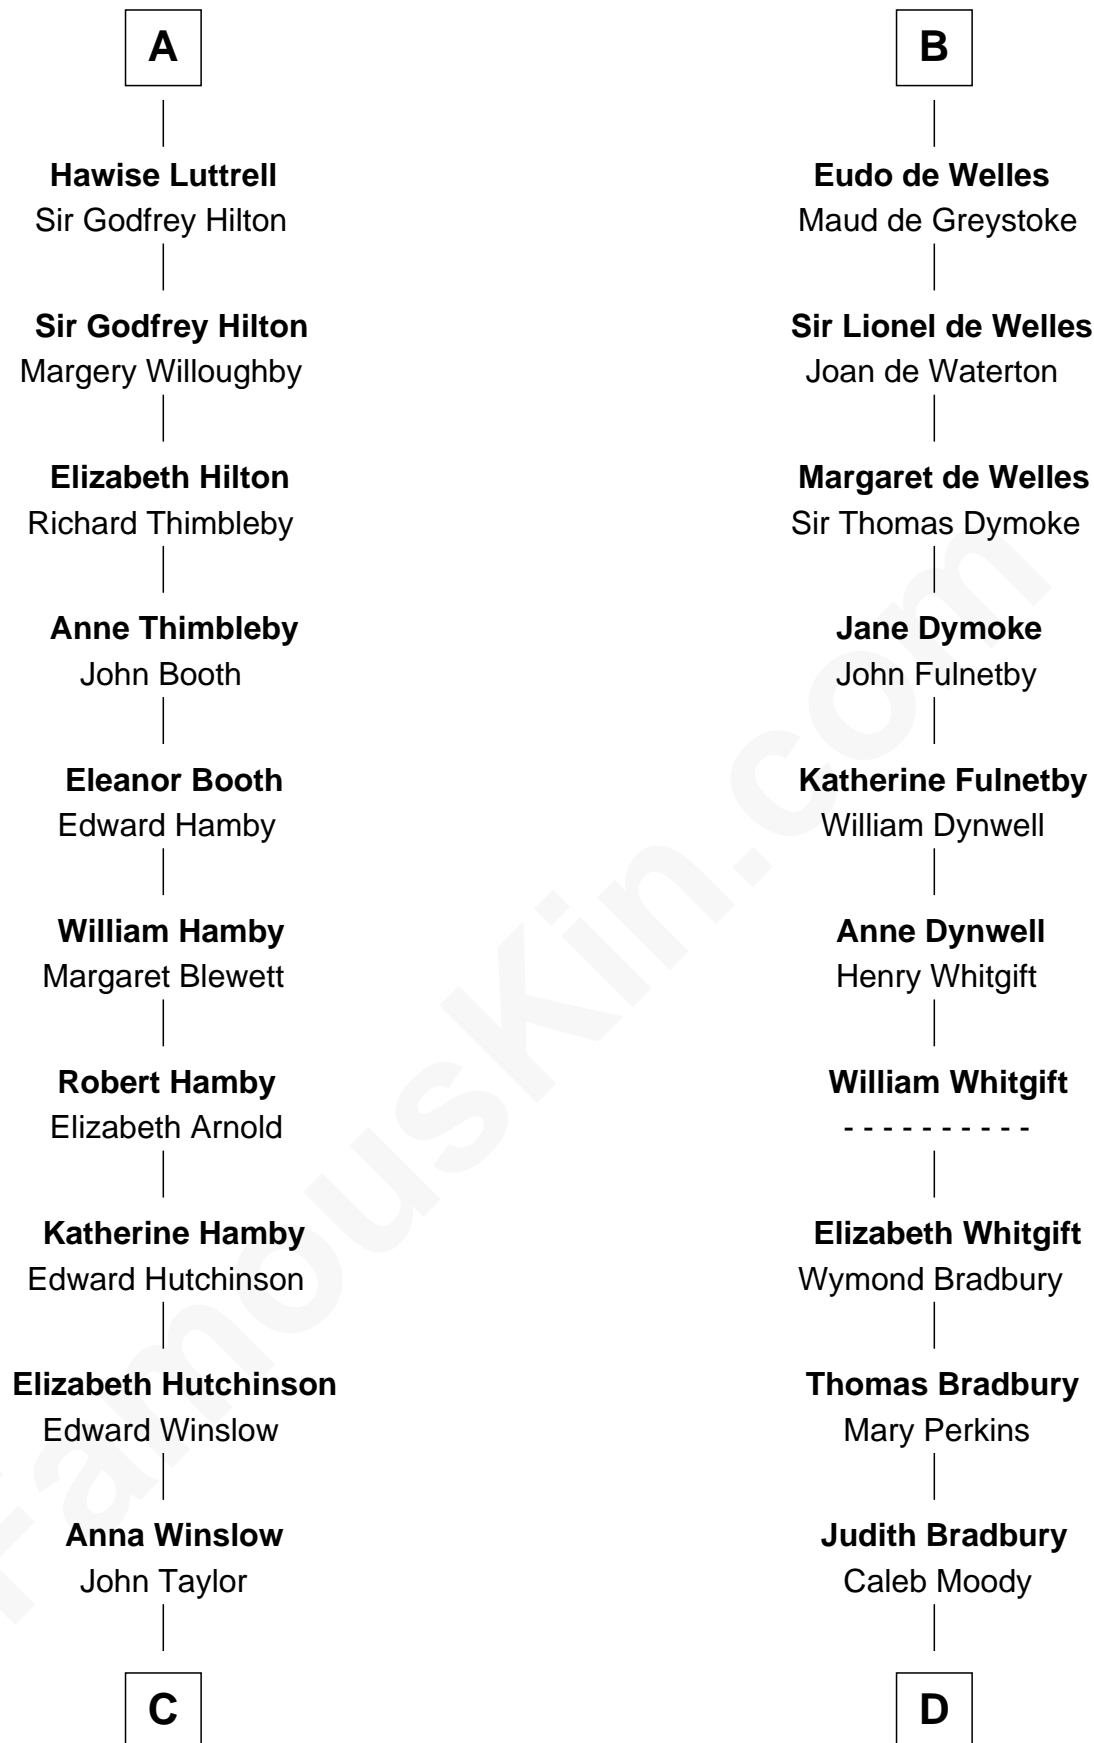 A
Hawise Luttrell
Sir Godfrey Hilton
Sir Godfrey Hilton
Margery Willoughby
Elizabeth Hilton
Richard Thimbleby
Anne Thimbleby
John Booth
Eleanor Booth
Edward Hamby
William Hamby
Margaret Blewett
Robert Hamby
Elizabeth Arnold
Katherine Hamby
Edward Hutchinson
Elizabeth Hutchinson
Edward Winslow
Anna Winslow
John Taylor
C
B
Eudo de Welles
Maud de Greystoke
Sir Lionel de Welles
Joan de Waterton
Margaret de Welles
Sir Thomas Dymoke
Jane Dymoke
John Fulnetby
Katherine Fulnetby
William Dynwell
Anne Dynwell
Henry Whitgift
William Whitgift
- - - - - - - - - -
Elizabeth Whitgift
Wymond Bradbury
Thomas Bradbury
Mary Perkins
Judith Bradbury
Caleb Moody
D
FamousKin.com